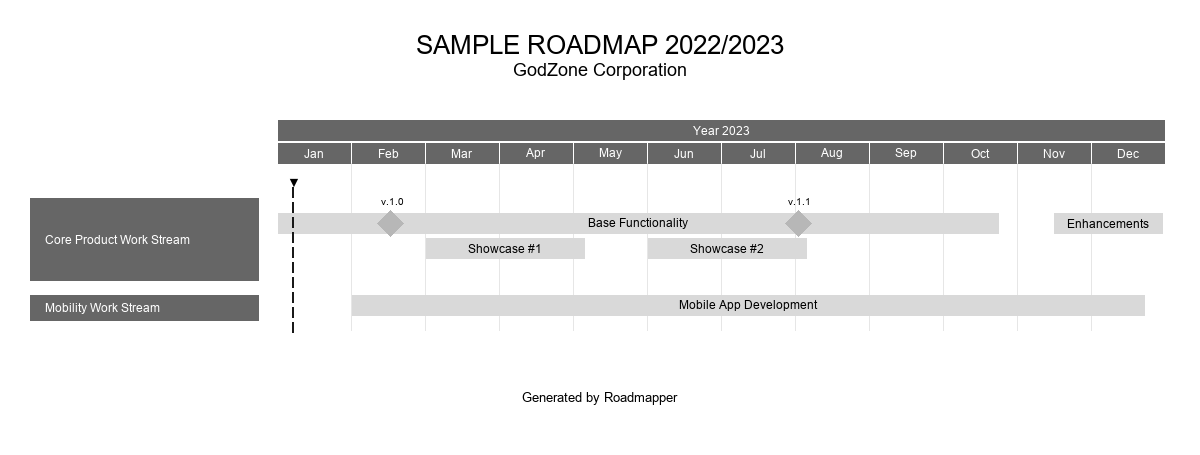 SAMPLE ROADMAP 2022/2023
GodZone Corporation
Year 2023
Jan Feb Mar Apr May Jun Jul Aug Sep Oct Nov Dec
v.1.0 v.1.1
Core Product Work Stream Base Functionality Enhancements
Showcase #1 Showcase #2
Mobility Work Stream Mobile App Development
Generated by Roadmapper